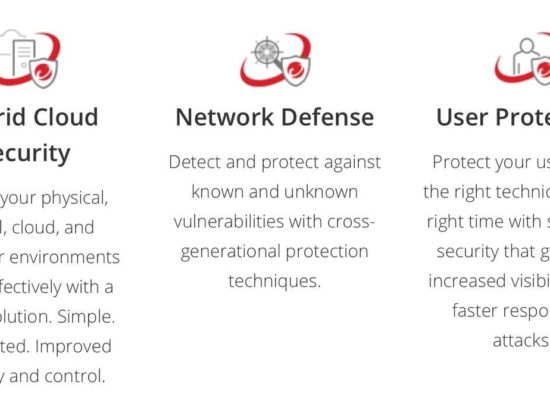 rid Cloud
ecurity
your physical,
l, cloud, and
r environments
fectively with a
olution. Simple.
ted. Improved
y and control.
Network Defense
Detect and protect against
known and unknown
vulnerabilities with cross-
generational protection
techniques.
User Prote
Protect your us
the right techniq
right time with s
security that g
increased visibi
faster respo
attacks